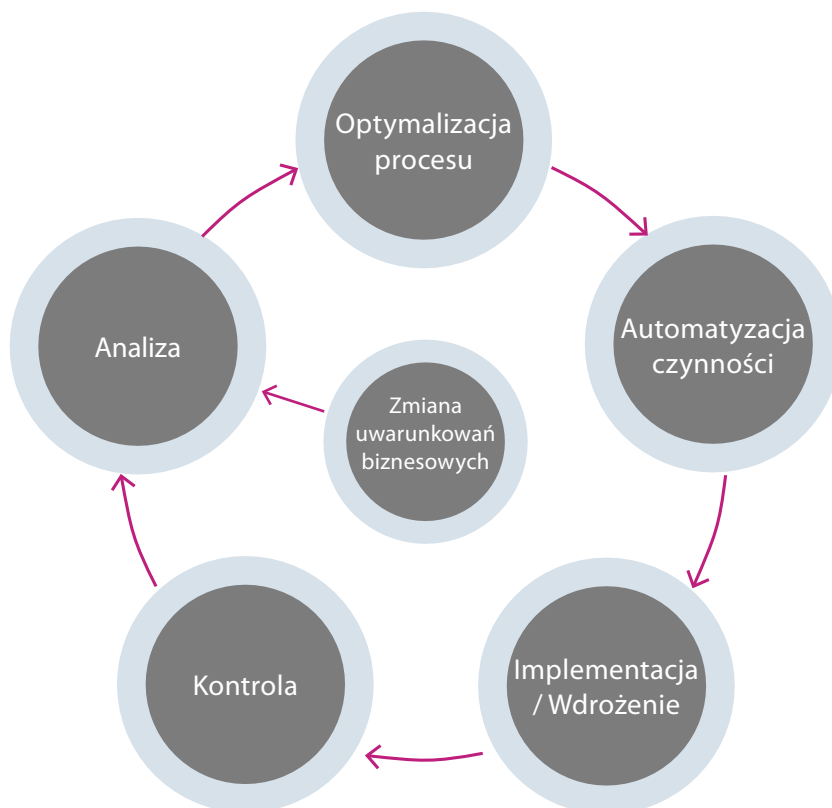 Optymalizacja
procesu
Automatyzacja
czynności
Analiza
Zmiana
uwarunkowań
biznesowych
Implementacja
/ Wdrożenie
Kontrola